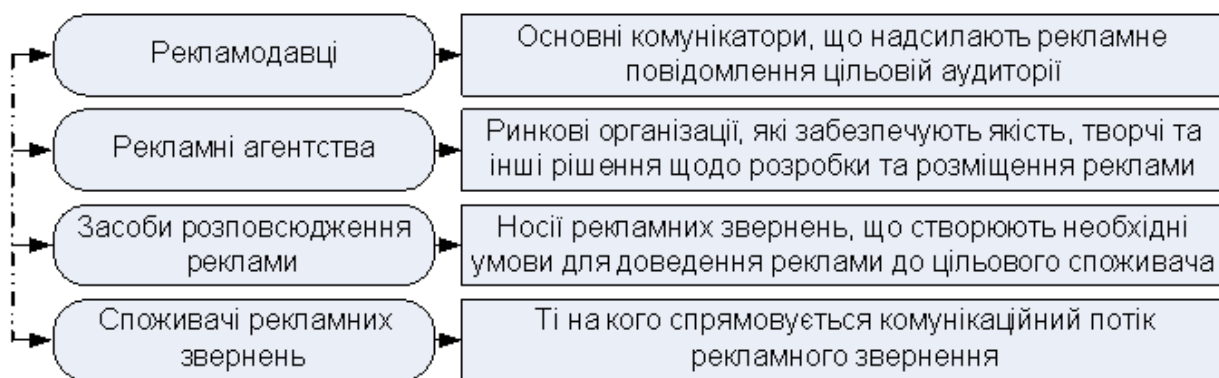 Рекламодавці
Основні комунікатори, що надсилають рекламне
повідомлення цільовій аудиторії
Рекламні агентства
Ринкові організації, які забезпечують якість, творчі та
інші рішення щодо розробки та розміщення реклами
Засоби розповсюдження
реклами
Носії рекламних звернень, що створюють необхідні
умови для доведення реклами до цільового споживача
Споживачі рекламних
звернень
Ті на кого спрямовується комунікаційний потік
рекламного звернення